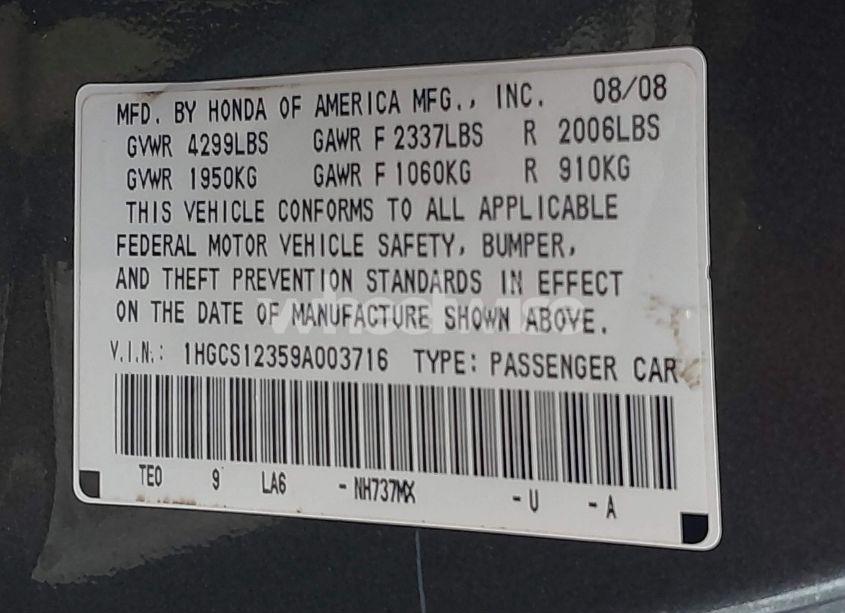 MFD. BY HONDA OF AMERICA MFG., INC. 08/08
GVWR 4299LBS GAWR F 2337LBS R 2006LBS
GVWR 1950KG GAWR F 1060KG R 910KG
THIS VEHICLE CONFORMS TO ALL APPLICABLE
FEDERAL MOTOR VEHICLE SAFETY, BUMPER,
AND THEFT PREVENTION STANDARDS IN EFFECT
ON THE DATE OF MANUFACTURE SHOWN ABOVE.
wheelwire
V.I.N.: 1HGCS12359A003716 TYPE: PASSENGER CAR
TE0 9 LA6 - NH737MX - U - A